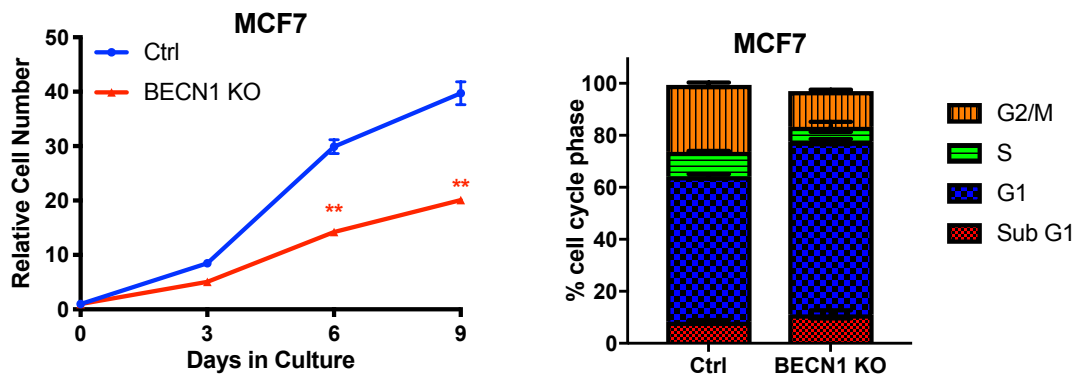 MCF7
Relative Cell Number
50
40
30
20
10
0
Ctrl
BECN1 KO
**
**
0 3 6 9
Days in Culture
MCF7
% cell cycle phase
100
80
60
40
20
0
Ctrl BECN1 KO
G2/M
S
G1
Sub G1